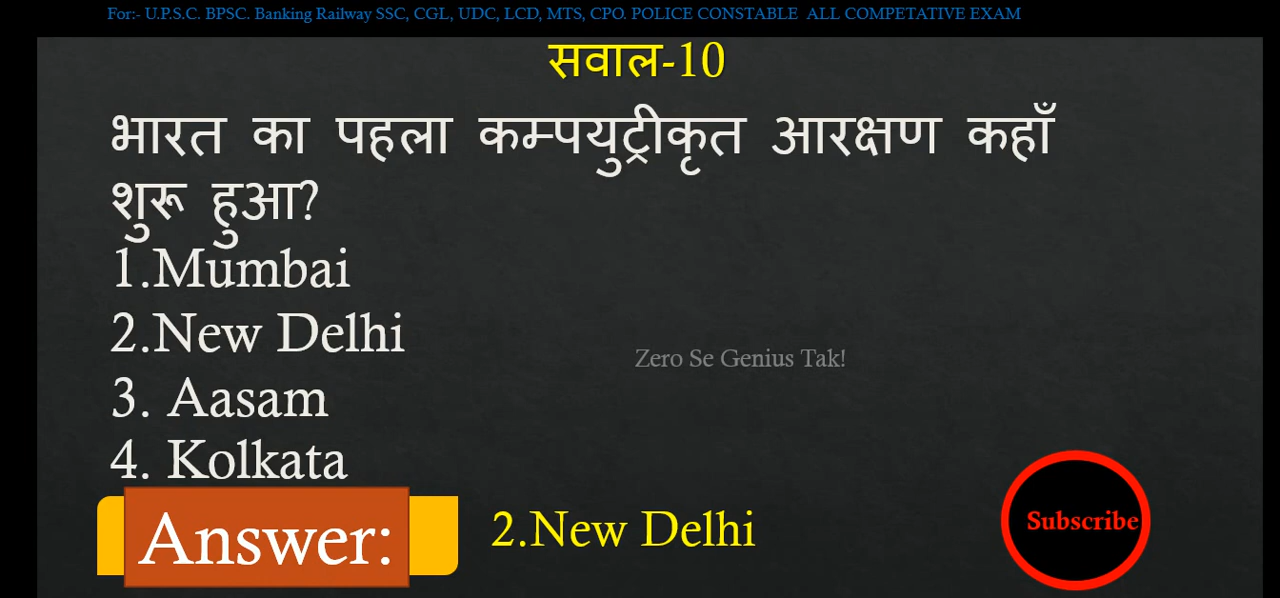 For:- U.P.S.C. BPSC. Banking Railway SSC, CGL, UDC, LCD, MTS, CPO. POLICE CONSTABLE  ALL COMPETATIVE EXAM
सवाल-10
भारत का पहला कम्पयुट्रीकृत आरक्षण कहाँ
शुरू हुआ?
1.Mumbai
2.New Delhi
Zero Se Genius Tak!
3. Aasam
4. Kolkata
Answer:
2.New Delhi
Subscribe